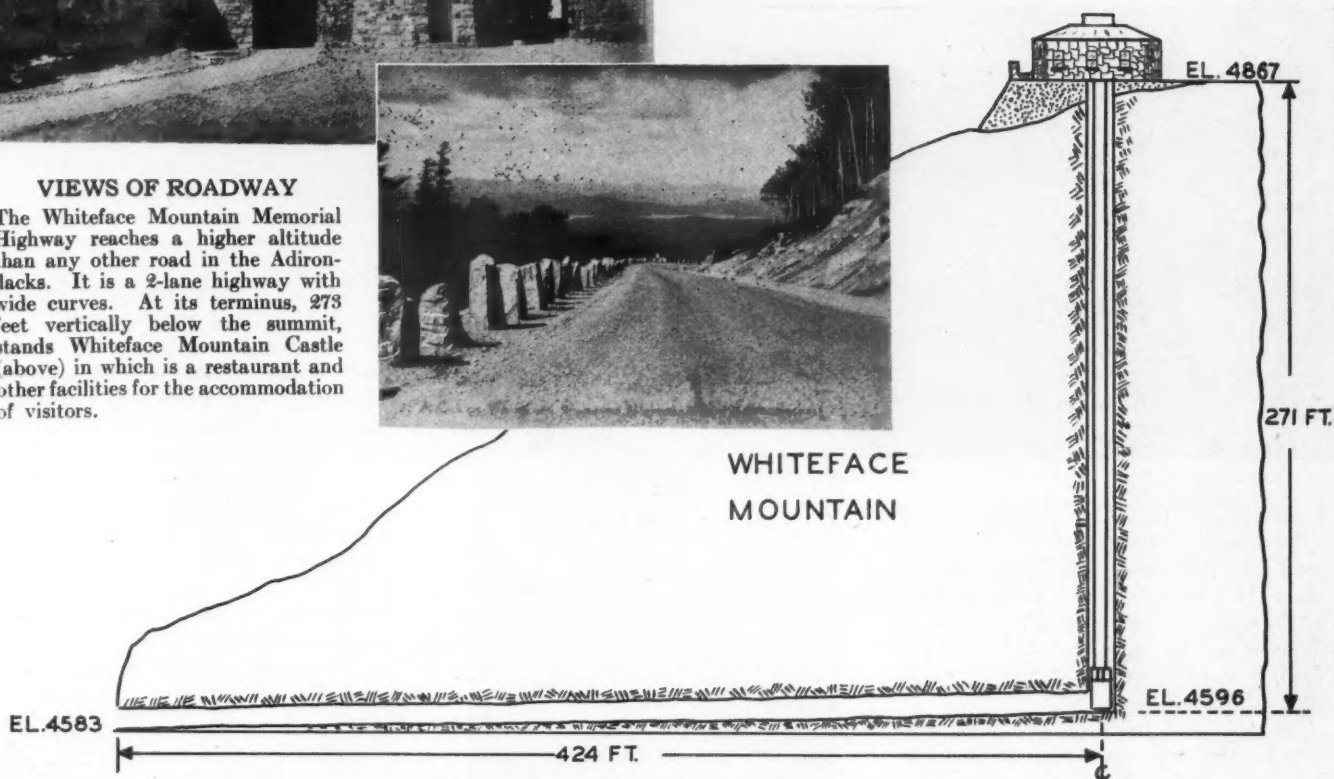 VIEWS OF ROADWAY
The Whiteface Mountain Memorial
Highway reaches a higher altitude
than any other road in the Adiron-
dacks. It is a 2-lane highway with
wide curves. At its terminus, 273
feet vertically below the summit,
stands Whiteface Mountain Castle
(above) in which is a restaurant and
other facilities for the accommodation
of visitors.
EL. 4867
271 FT.
WHITEFACE
MOUNTAIN
EL.4596
EL.4583
424 FT.
℄